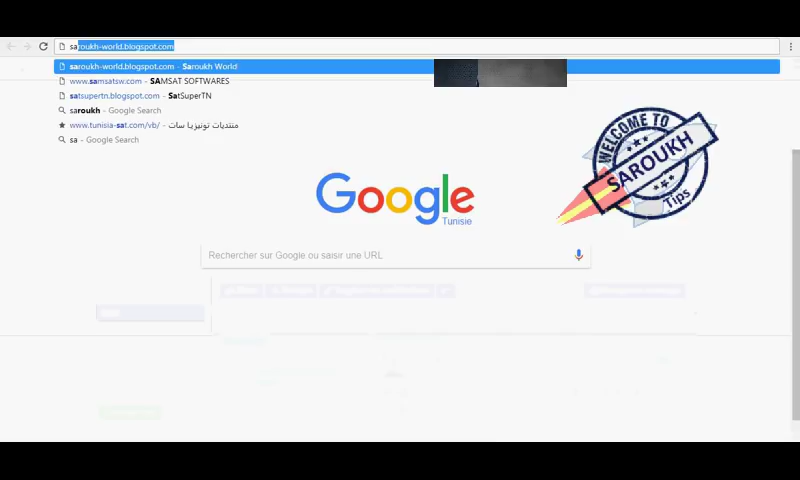 saroukh-world.blogspot.com
saroukh-world.blogspot.com - Saroukh World
www.samsatsw.com - SAMSAT SOFTWARES
satsupertn.blogspot.com - SatSuperTN
saroukh - Google Search
www.tunisia-sat.com/vb/ - منتديات تونيزيا سات
sa - Google Search
WELCOME TO
SAROUKH
Tips
Google
Tunisie
Rechercher sur Google ou saisir une URL